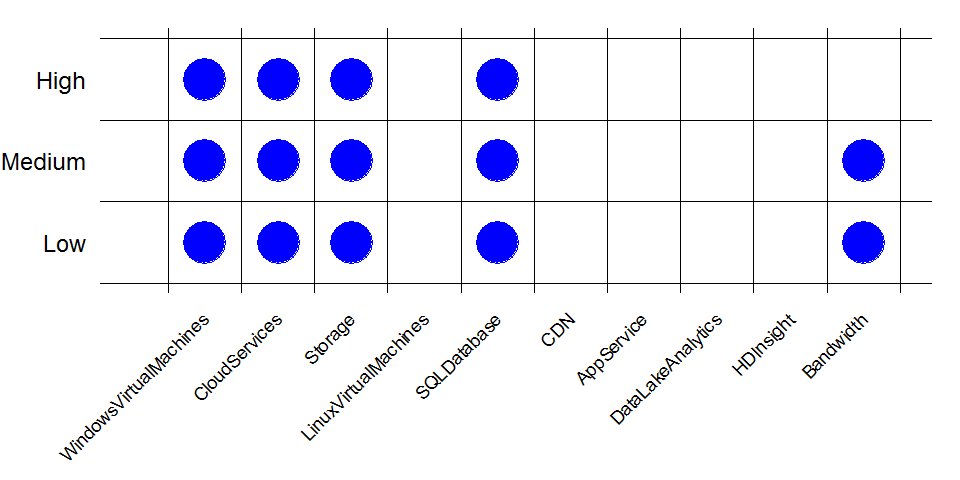 High
Medium
Low
WindowsVirtualMachines
CloudServices
Storage
LinuxVirtualMachines
SQLDatabase
CDN
AppService
DataLakeAnalytics
HDInsight
Bandwidth